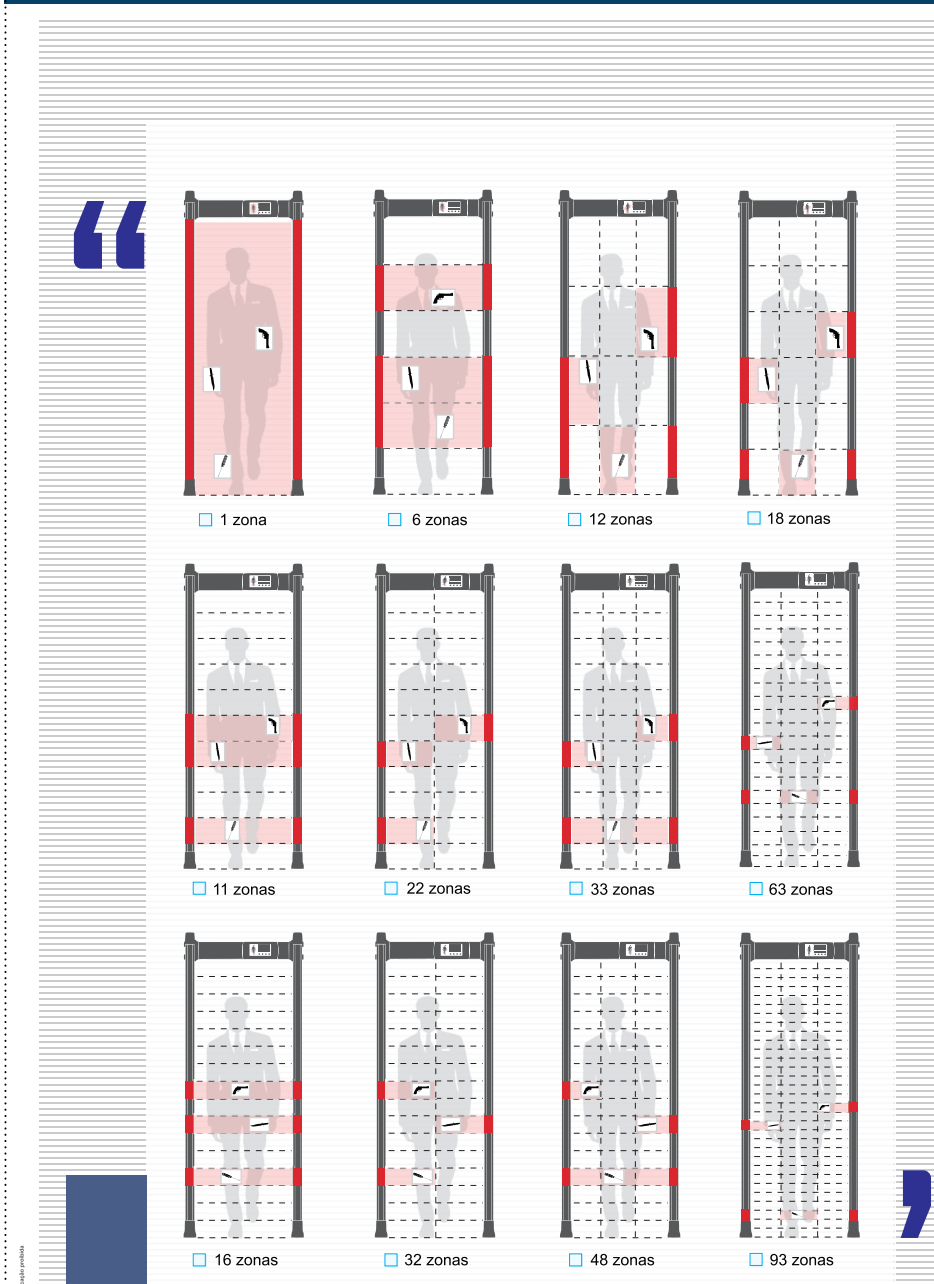 “
1 zona
6 zonas
12 zonas
18 zonas
11 zonas
22 zonas
33 zonas
63 zonas
16 zonas
32 zonas
48 zonas
93 zonas
proibida